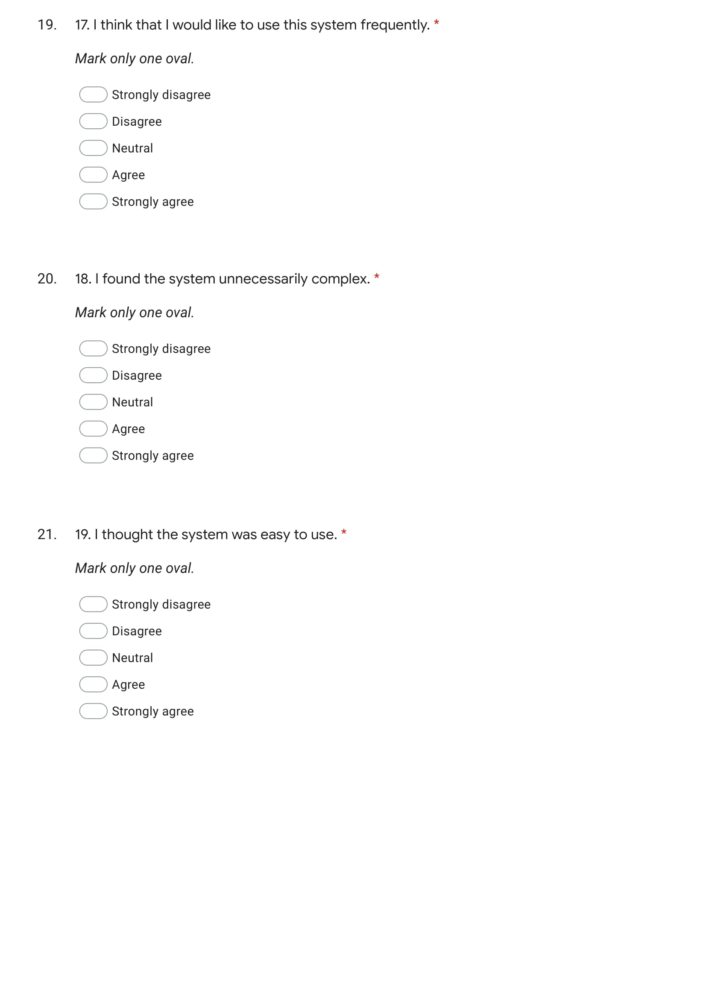 19. 17. I think that I would like to use this system frequently. *
Mark only one oval.
Strongly disagree
Disagree
Neutral
Agree
Strongly agree
20. 18. I found the system unnecessarily complex. *
Mark only one oval.
Strongly disagree
Disagree
Neutral
Agree
Strongly agree
21. 19. I thought the system was easy to use. *
Mark only one oval.
Strongly disagree
Disagree
Neutral
Agree
Strongly agree